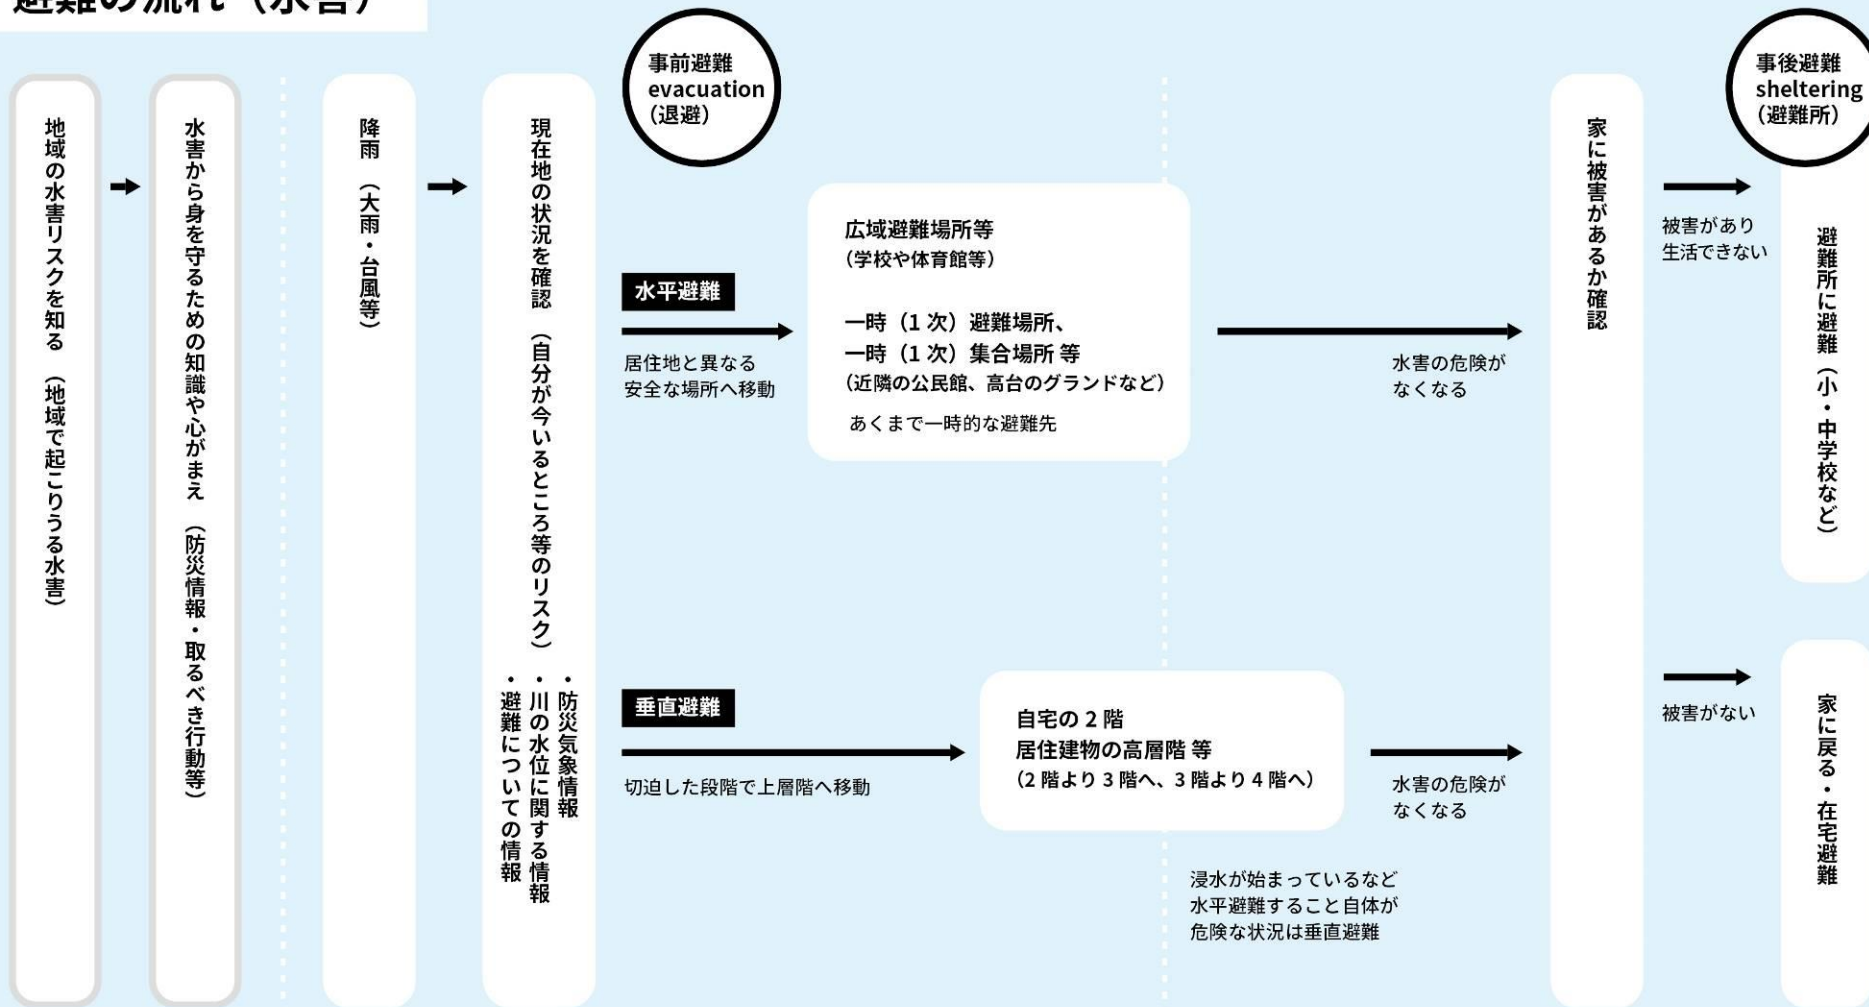 避難の流れ（水害）
地域の水害リスクを知る （地域で起こりうる水害）
水害から身を守るための知識や心がまえ （防災情報・取るべき行動等）
降雨 （大雨・台風等）
現在地の状況を確認 （自分が今いるところ等のリスク）
・防災気象情報
・川の水位に関する情報
・避難についての情報
事前避難
evacuation
（退避）
水平避難
居住地と異なる
安全な場所へ移動
広域避難場所等
（学校や体育館等）
一時（1 次）避難場所、
一時（1 次）集合場所 等
（近隣の公民館、高台のグランドなど）
あくまで一時的な避難先
水害の危険が
なくなる
垂直避難
切迫した段階で上層階へ移動
自宅の 2 階
居住建物の高層階 等
（2 階より 3 階へ、3 階より 4 階へ）
水害の危険が
なくなる
浸水が始まっているなど
水平避難すること自体が
危険な状況は垂直避難
家に被害があるか確認
事後避難
sheltering
（避難所）
被害があり
生活できない
避難所に避難（小・中学校など）
被害がない
家に戻る・在宅避難